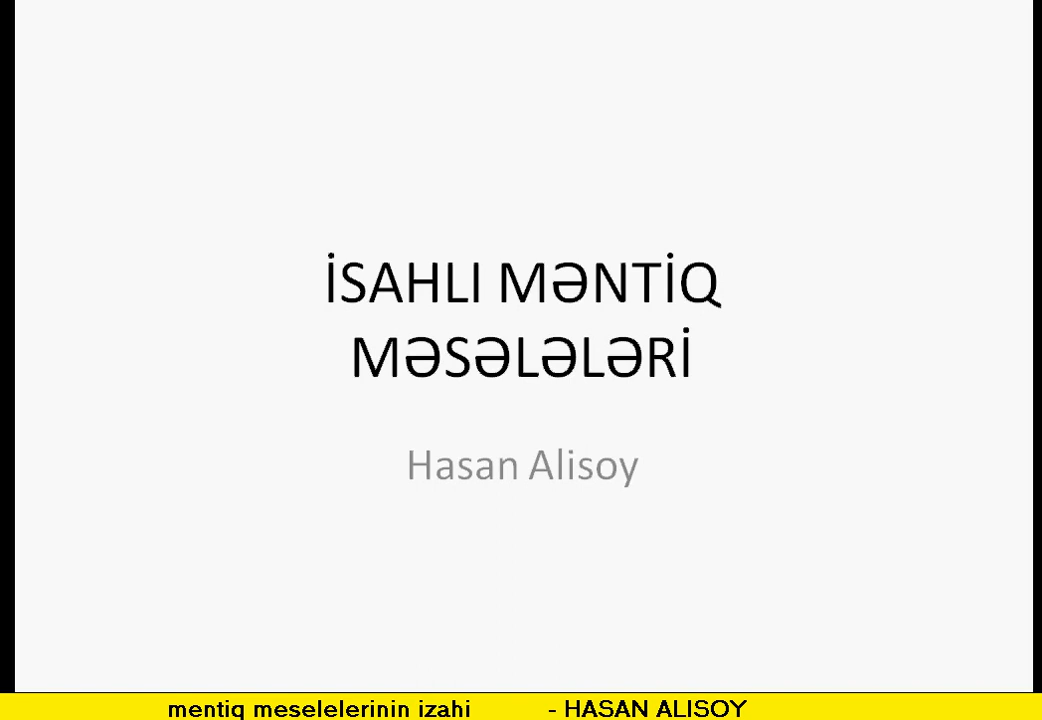 İSAHLI MƏNTİQ
MƏSƏLƏLƏRİ
Hasan Alisoy
mentiq meselelerinin izahi - HASAN ALISOY